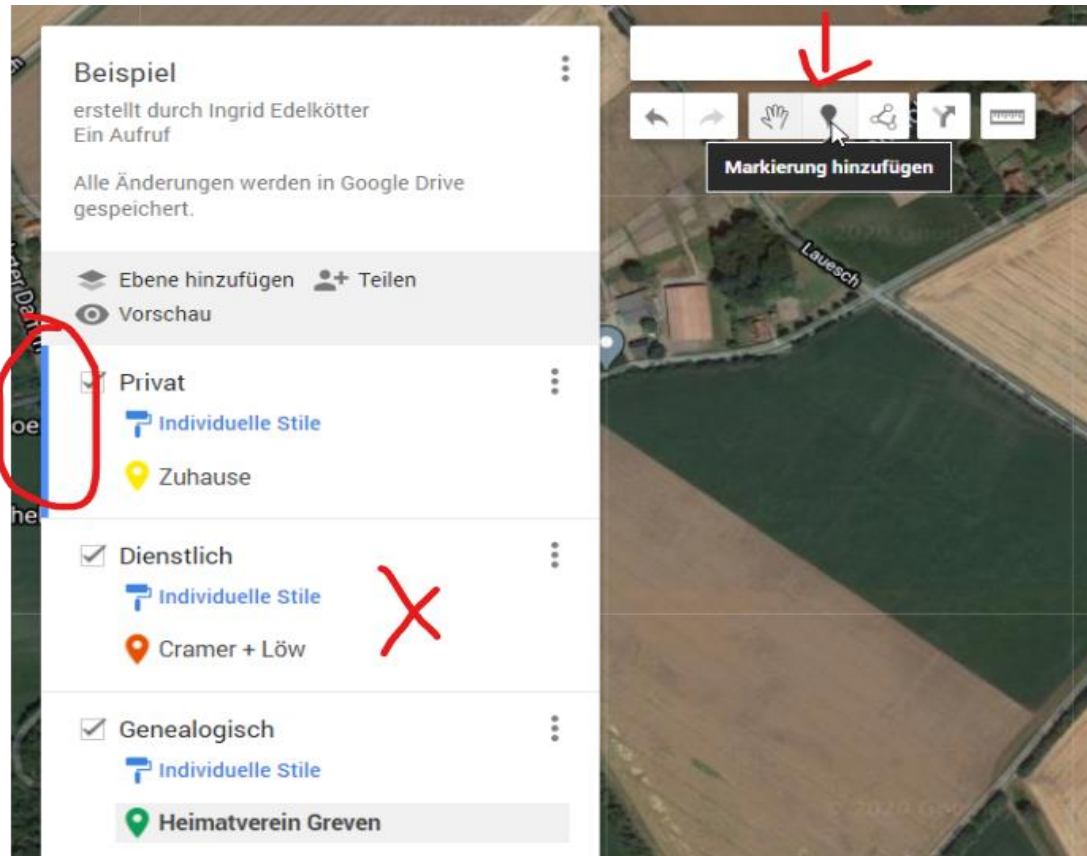 Beispiel
erstellt durch Ingrid Edelkötter
Ein Aufruf
Alle Änderungen werden in Google Drive
gespeichert.
Ebene hinzufügen Teilen
Vorschau
Privat
Individuelle Stile
Zuhause
Dienstlich
Individuelle Stile
Cramer + Löw
Genealogisch
Individuelle Stile
Heimatverein Greven
Markierung hinzufügen
Lauesch